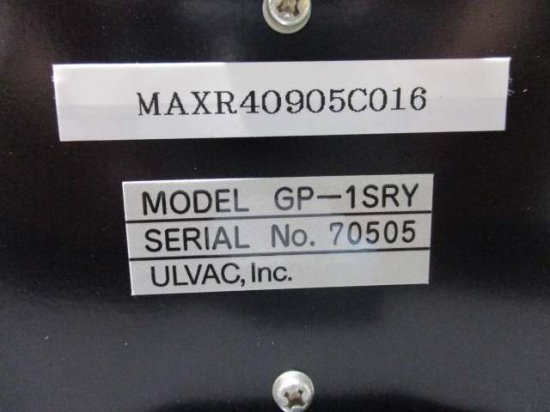 MAXR40905C016
MODEL GP-1SRY
SERIAL No. 70505
ULVAC, Inc.